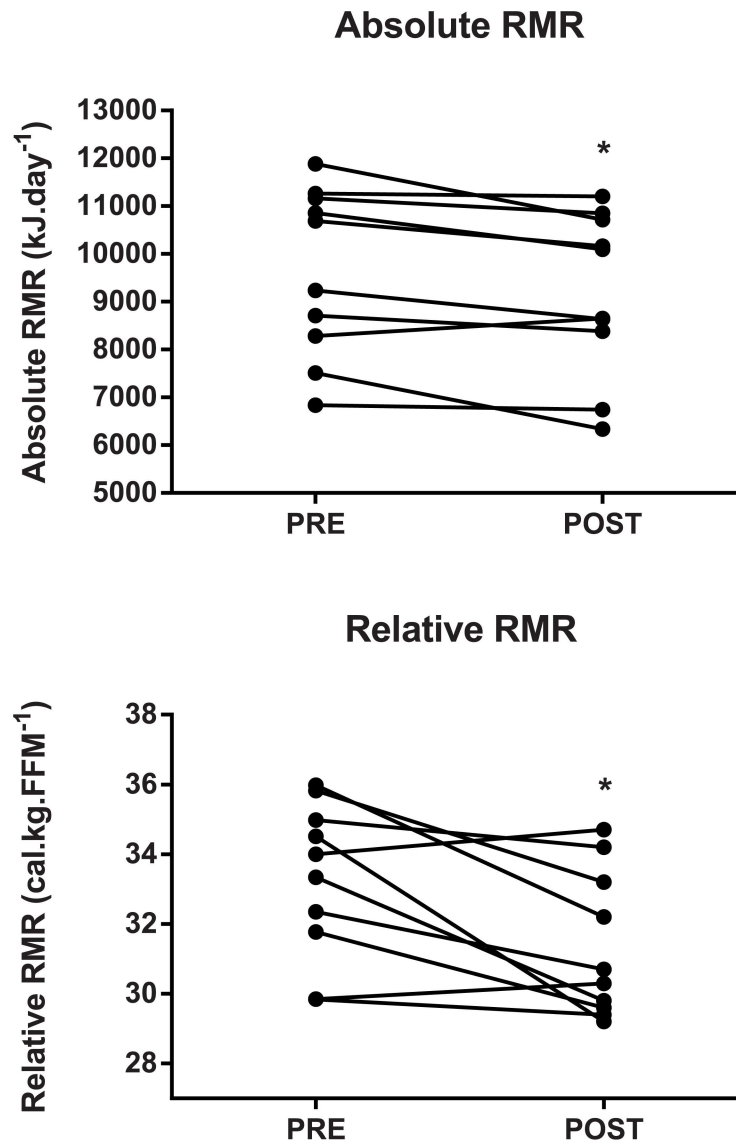 Absolute RMR
Absolute RMR (kJ.day-1)
13000
12000
11000
10000
9000
8000
7000
6000
5000
*
PRE POST
Relative RMR
Relative RMR (cal.kg.FFM-1)
38
36
34
32
30
28
*
PRE POST